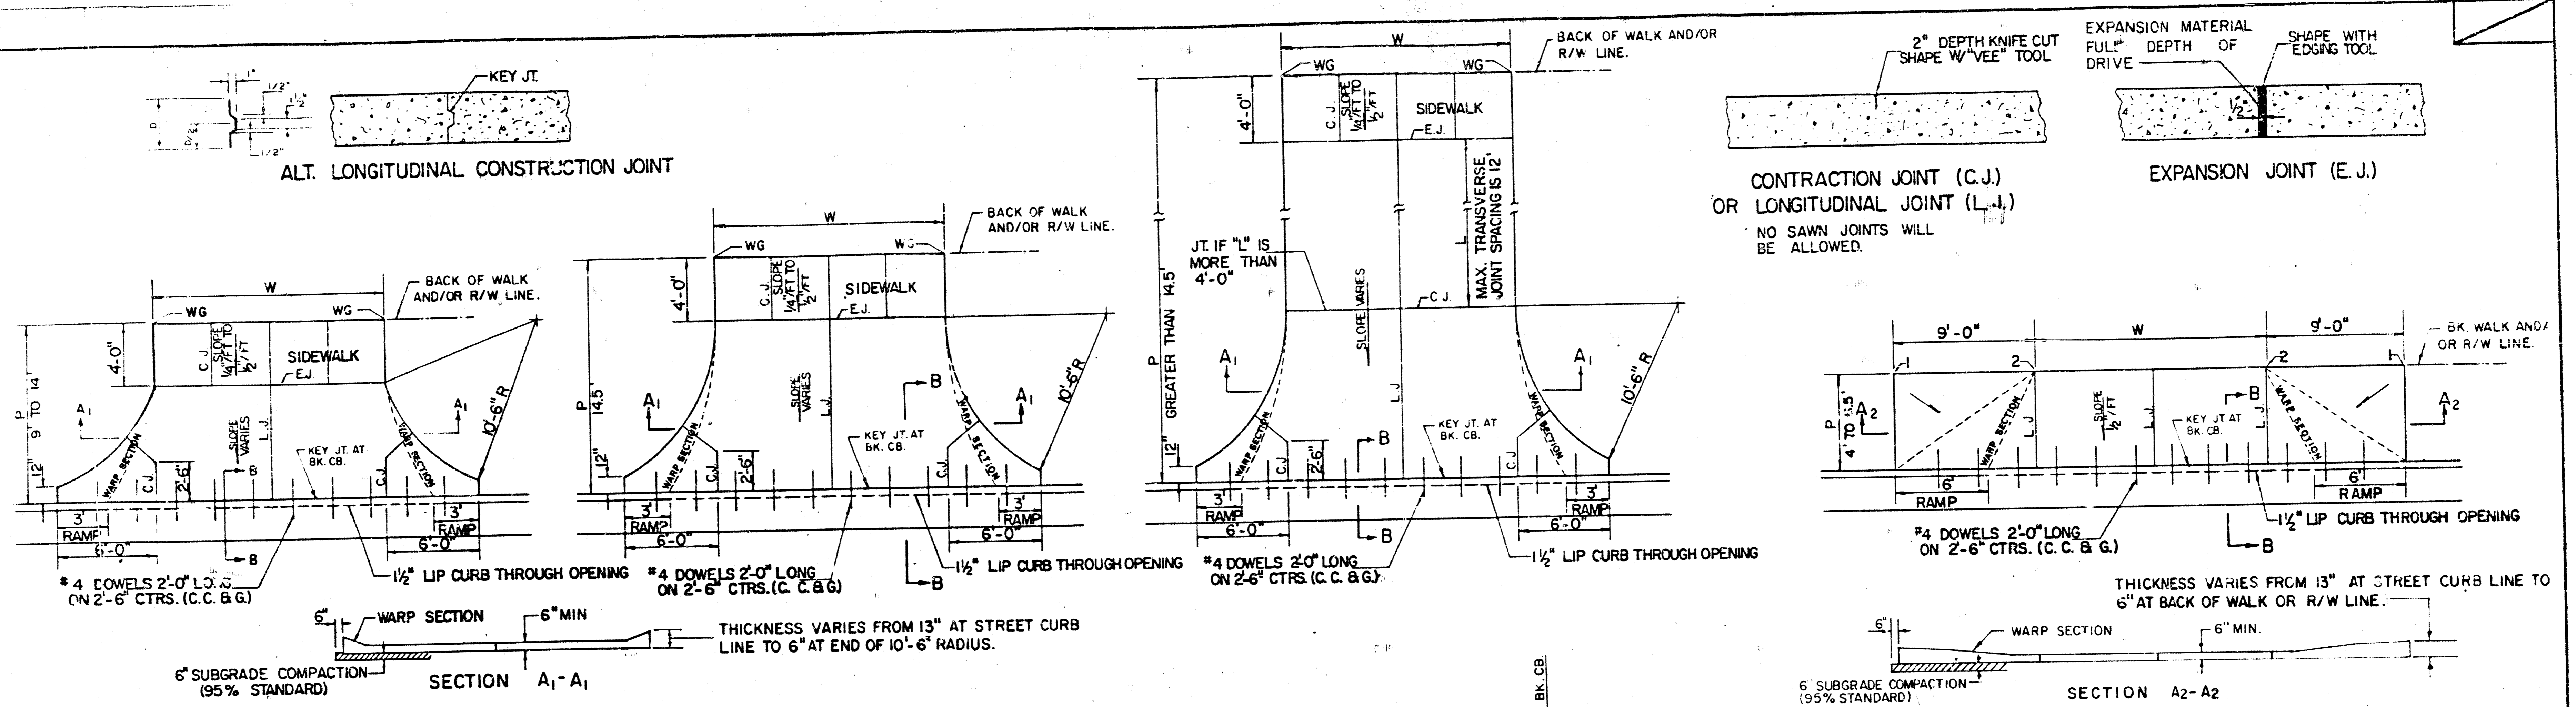 1"
1/2"
1½"
D
D/2
1/2"
KEY JT.
ALT. LONGITUDINAL CONSTRUCTION JOINT
W
BACK OF WALK
AND/OR R/W LINE.
WG
WG
4'-0"
C.J.
SLOPE
¼"/FT TO
½"/FT
SIDEWALK
E.J.
P
9' TO 14'
12"
A1
A1
10'-6" R
WARP SECTION
WARP SECTION
SLOPE
VARIES
L.J.
KEY JT. AT
BK. CB.
C.J.
2'-6"
B
B
3'
RAMP
6'-0"
3'
RAMP
6'-0"
#4 DOWELS 2'-0" LONG
ON 2'-6" CTRS. (C. C. & G.)
1½" LIP CURB THROUGH OPENING
W
BACK OF WALK
AND/OR R/W LINE.
WG
WG
4'-0"
C.J.
SLOPE
¼"/FT TO
½"/FT
SIDEWALK
E.J.
P
14.5'
12"
A1
A1
10'-6" R
WARP SECTION
WARP SECTION
SLOPE
VARIES
L.J.
KEY JT. AT
BK. CB.
C.J.
C.J.
2'-6"
B
B
3'
RAMP
6'-0"
3'
RAMP
6'-0"
#4 DOWELS 2'-0" LONG
ON 2'-6" CTRS. (C. C. & G.)
1½" LIP CURB THROUGH OPENING
W
BACK OF WALK AND/OR
R/W LINE.
WG
WG
4'-0"
C.J.
SLOPE
¼"/FT TO
½"/FT
SIDEWALK
E.J.
P
GREATER THAN 14.5'
12"
JT. IF "L" IS
MORE THAN
4'-0"
L
MAX. TRANSVERSE
JOINT SPACING IS 12'
C.J.
SLOPE VARIES
L.J.
A1
A1
10'-6" R
WARP SECTION
WARP SECTION
KEY JT. AT
BK. CB.
C.J.
C.J.
2'-6"
B
B
3'
RAMP
6'-0"
3'
RAMP
6'-0"
#4 DOWELS 2'-0" LONG
ON 2'-6" CTRS. (C. C. & G.)
1½" LIP CURB THROUGH OPENING
2" DEPTH KNIFE CUT
SHAPE W/"VEE" TOOL
CONTRACTION JOINT (C.J.)
OR LONGITUDINAL JOINT (L.J.)
NO SAWN JOINTS WILL
BE ALLOWED.
EXPANSION MATERIAL
FULL DEPTH OF
DRIVE
SHAPE WITH
EDGING TOOL
1/2"
EXPANSION JOINT (E.J.)
9'-0"
W
9'-0"
BK. WALK AND/
OR R/W LINE.
1
2
2
1
P
A2
A2
WARP SECTION
WARP SECTION
L.J.
L.J.
L.J.
SLOPE
½"/FT
KEY JT. AT
BK. CB.
B
B
6'
RAMP
6'
RAMP
#4 DOWELS 2'-0" LONG
ON 2'-6" CTRS. (C. C. & G.)
1½" LIP CURB THROUGH OPENING
6"
WARP SECTION
6" MIN
THICKNESS VARIES FROM 13" AT STREET CURB
LINE TO 6" AT END OF 10'-6" RADIUS.
6" SUBGRADE COMPACTION
(95% STANDARD)
SECTION A1-A1
BK. CB.
THICKNESS VARIES FROM 13" AT STREET CURB LINE TO
6" AT BACK OF WALK OR R/W LINE.
6"
WARP SECTION
6" MIN.
6" SUBGRADE COMPACTION
(95% STANDARD)
SECTION A2-A2